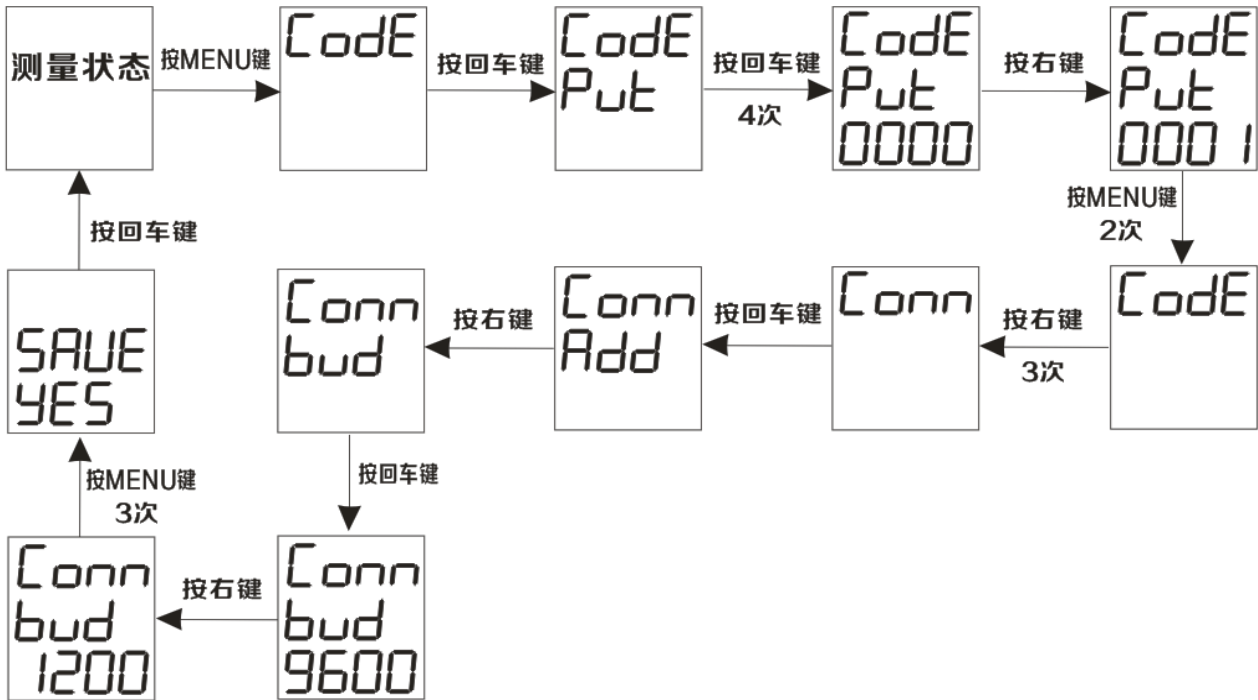 测量状态
按MENU键
CodE
按回车键
CodE
Put
按回车键
4次
CodE
Put
0000
按右键
CodE
Put
0001
按MENU键
2次
CodE
按右键
3次
Conn
按回车键
Conn
Add
按右键
Conn
bud
按回车键
Conn
bud
9600
按右键
Conn
bud
1200
按MENU键
3次
SAVE
YES
按回车键